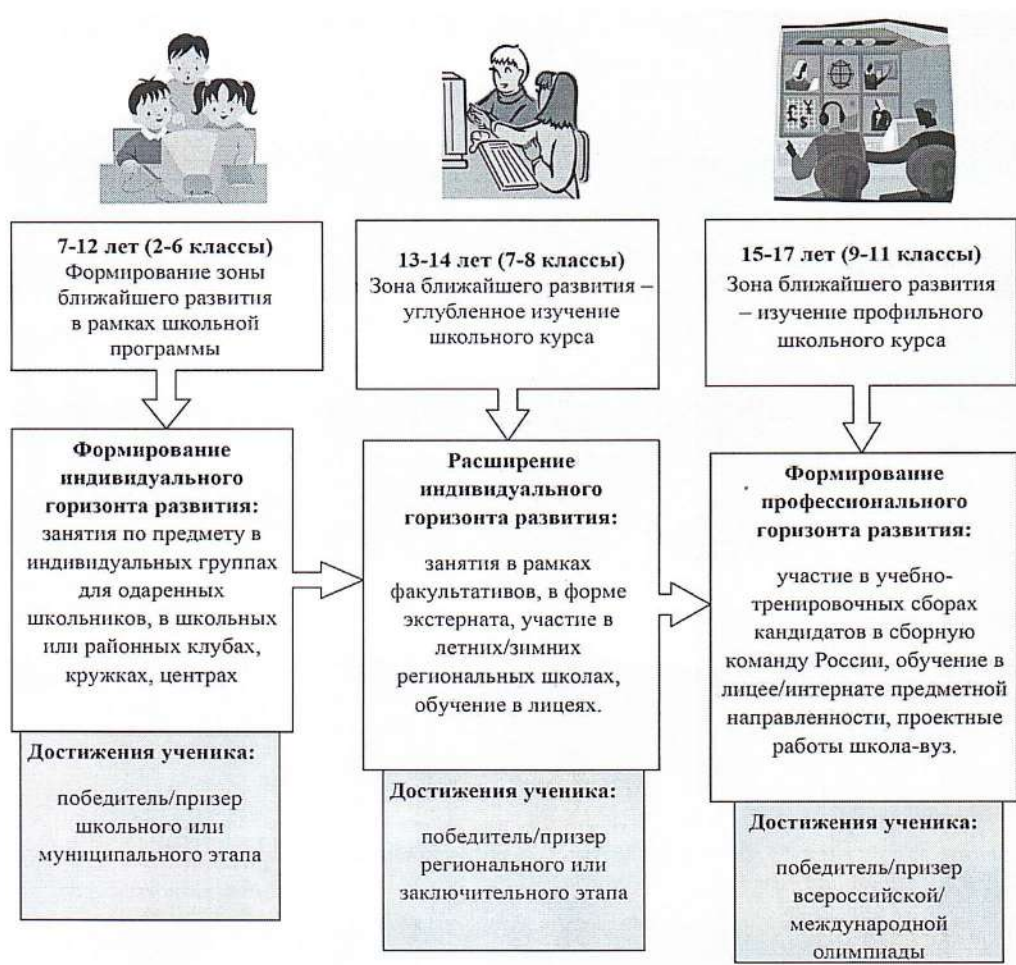 7-12 лет (2-6 классы)
Формирование зоны
ближайшего развития
в рамках школьной
программы
13-14 лет (7-8 классы)
Зона ближайшего развития –
углубленное изучение
школьного курса
15-17 лет (9-11 классы)
Зона ближайшего развития
– изучение профильного
школьного курса
Формирование
индивидуального
горизонта развития:
занятия по предмету в
индивидуальных группах
для одаренных
школьников, в школьных
или районных клубах,
кружках, центрах
Расширение
индивидуального
горизонта развития:
занятия в рамках
факультативов, в форме
экстерната, участие в
летних/зимних
региональных школах,
обучение в лицеях.
Формирование
профессионального
горизонта развития:
участие в учебно-
тренировочных сборах
кандидатов в сборную
команду России, обучение в
лицее/интернате предметной
направленности, проектные
работы школа-вуз.
Достижения ученика:
победитель/призер
школьного или
муниципального этапа
Достижения ученика:
победитель/призер
регионального или
заключительного этапа
Достижения ученика:
победитель/призер
всероссийской/
международной
олимпиады
£ ¥
$